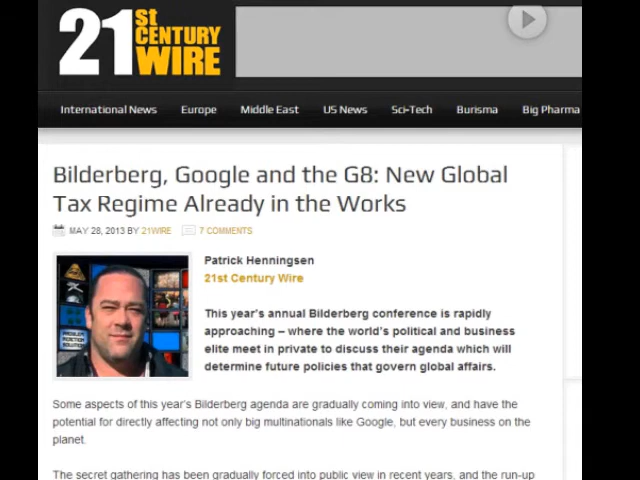 21st
CENTURY
WIRE
International News Europe Middle East US News Sci-Tech Burisma Big Pharma
Bilderberg, Google and the G8: New Global
Tax Regime Already in the Works
MAY 28, 2013 BY 21WIRE 7 COMMENTS
Patrick Henningsen
21st Century Wire
This year's annual Bilderberg conference is rapidly
approaching – where the world's political and business
elite meet in private to discuss their agenda which will
determine future policies that govern global affairs.
PROBLEM
REACTION
SOLUTION
Some aspects of this year's Bilderberg agenda are gradually coming into view, and have the
potential for directly affecting not only big multinationals like Google, but every business on the
planet.
The secret gathering has been gradually forced into public view in recent years, and the run-up